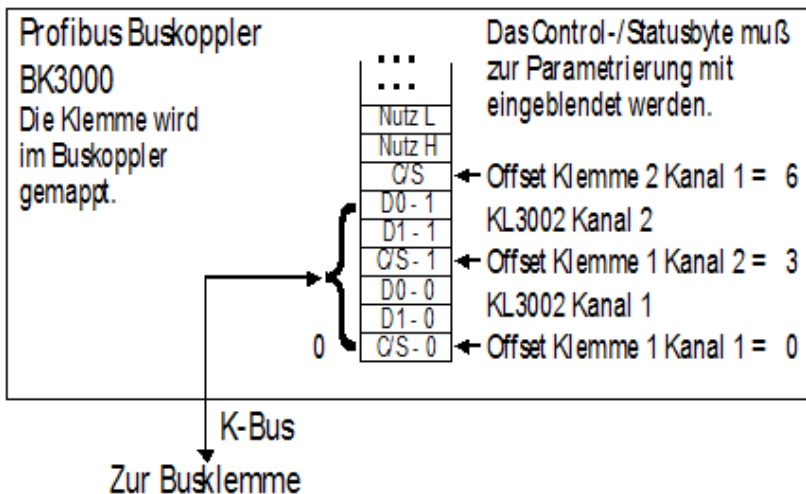 Profibus Buskoppler
BK3000
Die Klemme wird
im Buskoppler
gemappt.
Das Control-/Statusbyte muß
zur Parametrierung mit
eingeblendet werden.
...
...
Nutz L
Nutz H
C/S
Offset Klemme 2 Kanal 1 = 6
D0 - 1
KL3002 Kanal 2
D1 - 1
C/S - 1
Offset Klemme 1 Kanal 2 = 3
D0 - 0
KL3002 Kanal 1
D1 - 0
0
C/S - 0
Offset Klemme 1 Kanal 1 = 0
K-Bus
Zur Busklemme